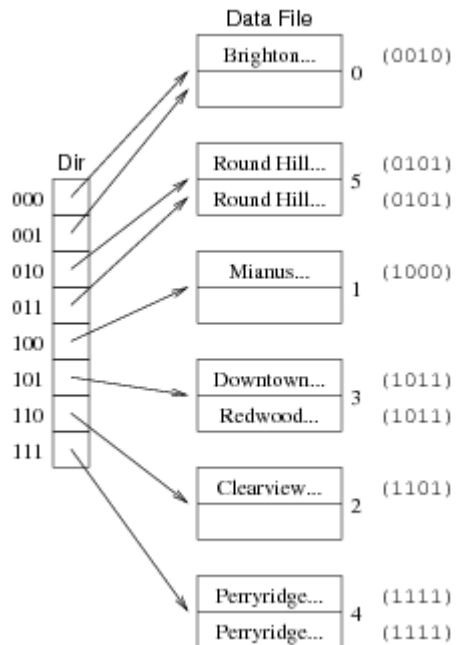 Data File
Brighton... 0 (0010)
Dir
000
001
010
011
100
101
110
111
Round Hill... 5 (0101)
Round Hill... (0101)
Mianus... 1 (1000)
Downtown... 3 (1011)
Redwood... (1011)
Clearview... 2 (1101)
Perryridge... 4 (1111)
Perryridge... (1111)